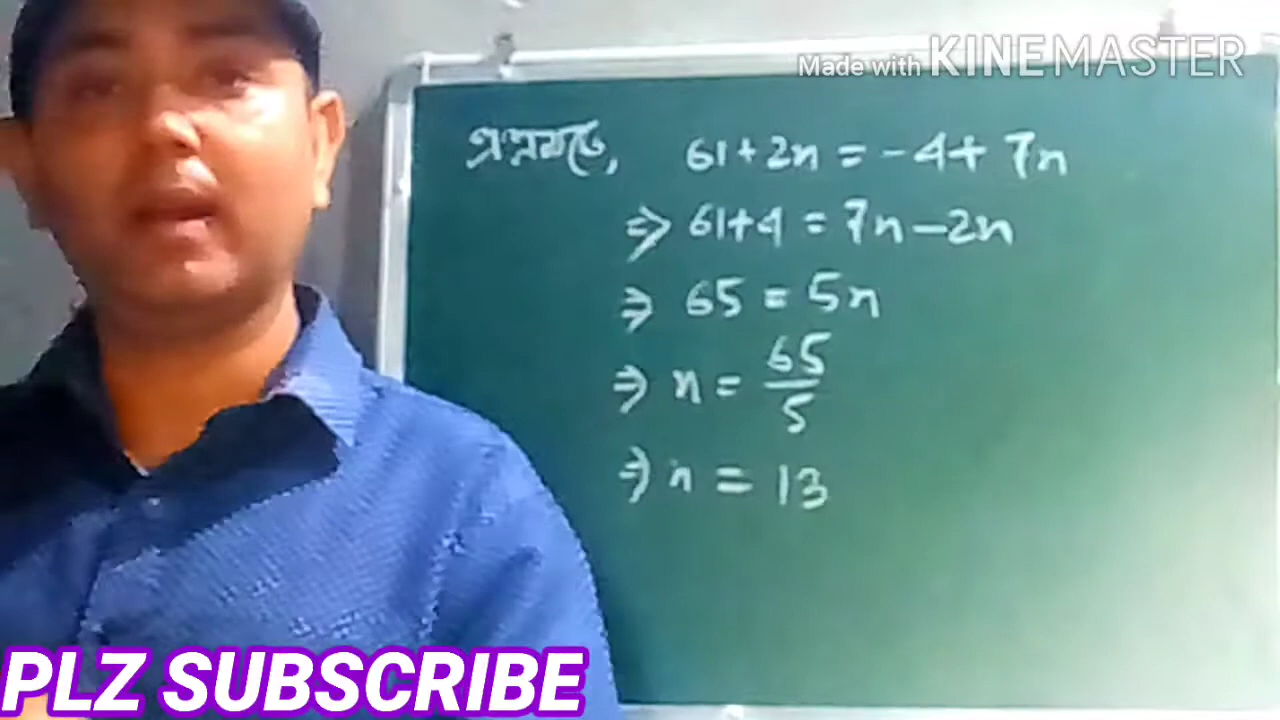 Made with KINEMASTER
প্রশ্নমতে, 61+2n = -4+7n
⇒ 61+4 = 7n-2n
⇒ 65 = 5n
⇒ n = 65/5
⇒ n = 13
PLZ SUBSCRIBE